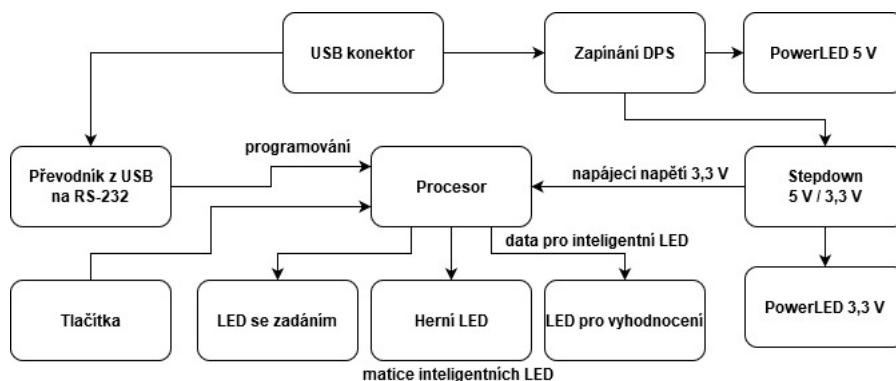 USB konektor
Zapínání DPS
PowerLED 5 V
programování
Převodník z USB
na RS-232
Procesor
napájecí napětí 3,3 V
Stepdown
5 V / 3,3 V
data pro inteligentní LED
Tlačítka
LED se zadáním
Herní LED
LED pro vyhodnocení
PowerLED 3,3 V
matice inteligentních LED